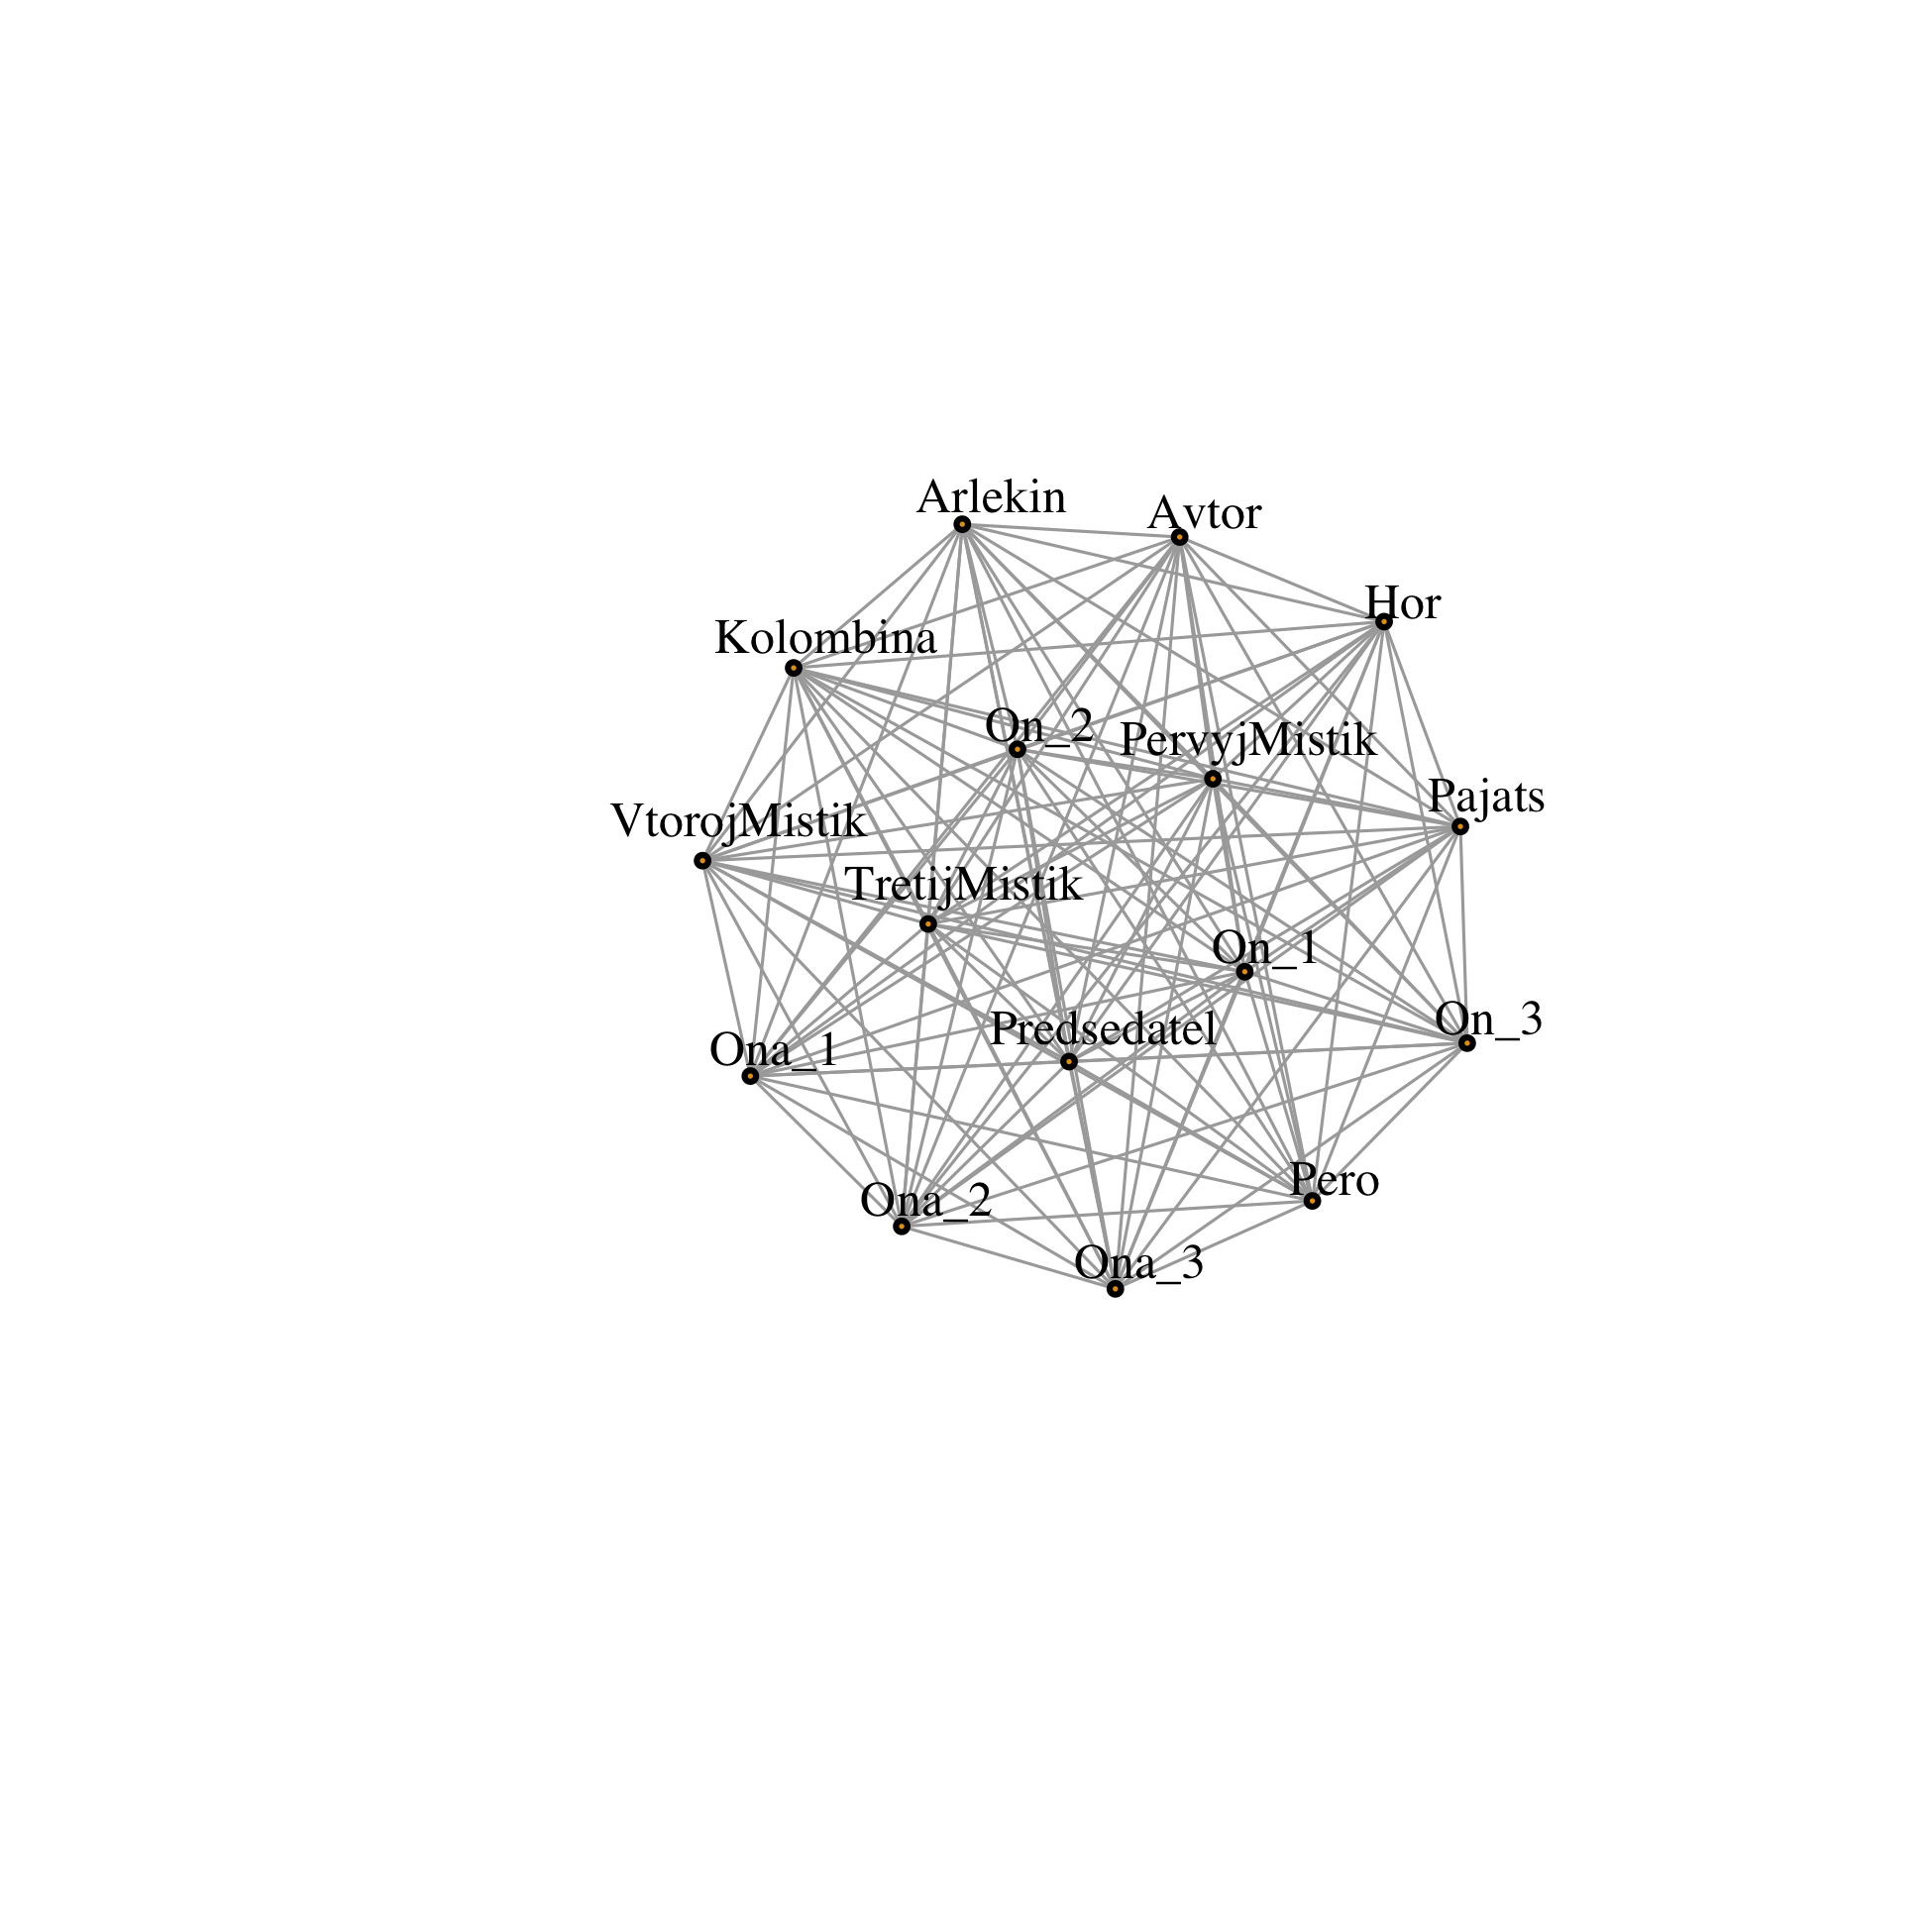 Arlekin
Avtor
Hor
Kolombina
On_2
PervyjMistik
Pajats
VtorojMistik
TretijMistik
On_1
On_3
Predsedatel
Ona_1
Pero
Ona_2
Ona_3